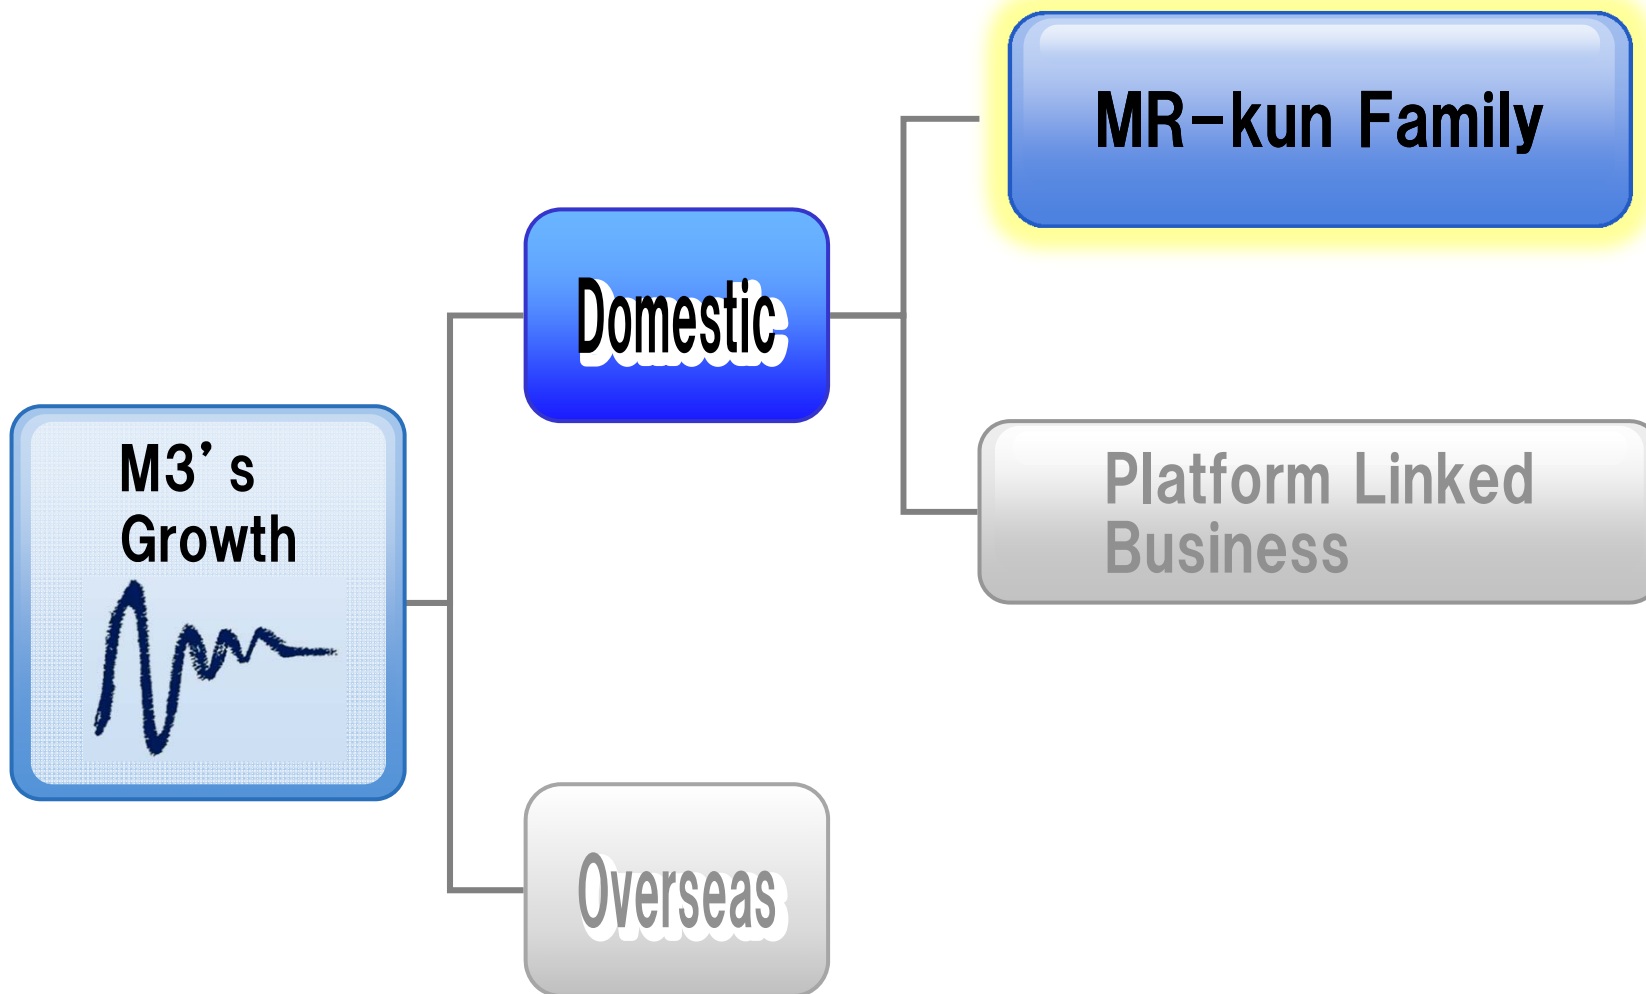 MR-kun Family
Domestic
M3's
Growth
Platform Linked
Business
Overseas